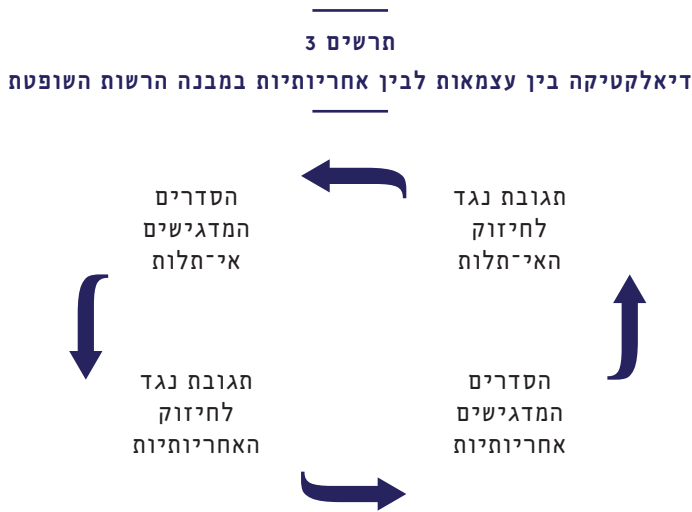 תרשים 3
דיאלקטיקה בין עצמאות לבין אחריותיות במבנה הרשות השופטת
תגובת נגד
לחיזוק
האי־תלות
הסדרים
המדגישים
אי־תלות
תגובת נגד
לחיזוק
האחריותיות
הסדרים
המדגישים
אחריותיות